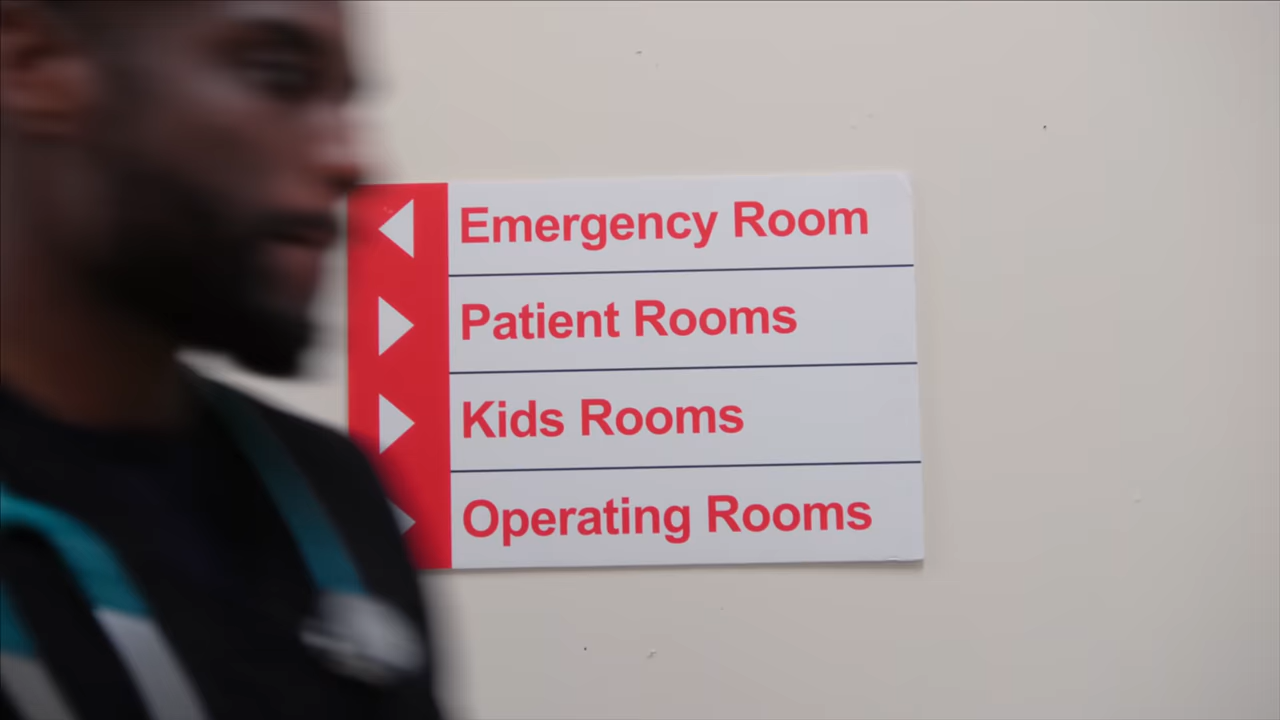 Emergency Room
Patient Rooms
Kids Rooms
Operating Rooms